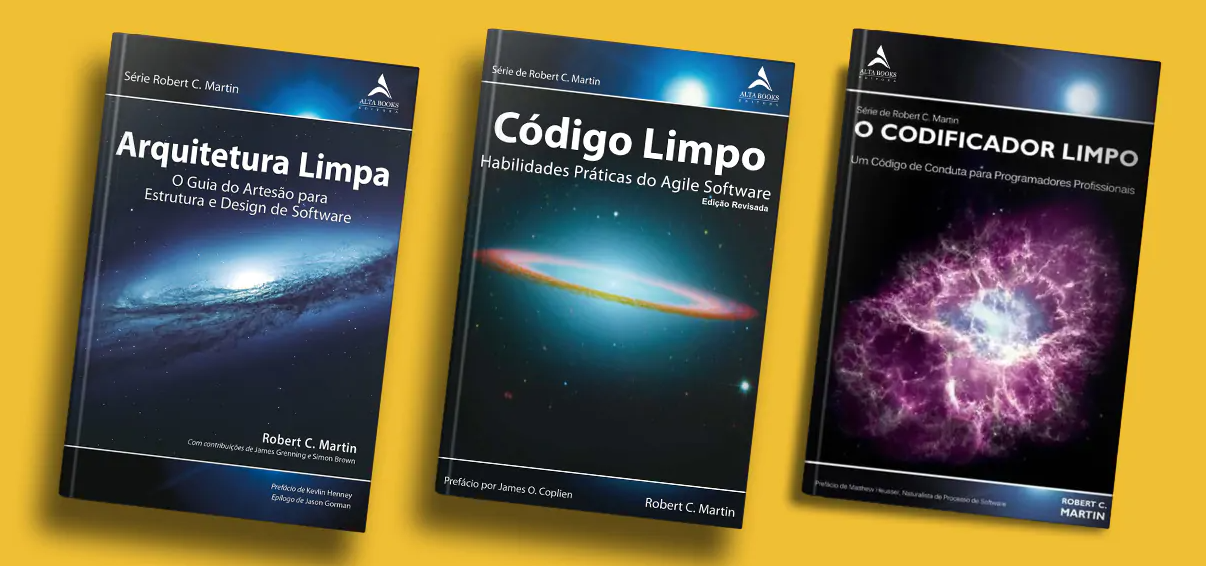 Série Robert C. Martin
ALTA BOOKS
EDITORA
Arquitetura Limpa
O Guia do Artesão para
Estrutura e Design de Software
Robert C. Martin
Com contribuições de James Grenning e Simon Brown
Prefácio de Kevlin Henney
Epílogo de Jason Gorman
Série de Robert C. Martin
ALTA BOOKS
EDITORA
Código Limpo
Habilidades Práticas do Agile Software
Edição Revisada
Prefácio por James O. Coplien
Robert C. Martin
ALTA BOOKS
EDITORA
Série de Robert C. Martin
O CODIFICADOR LIMPO
Um Código de Conduta para Programadores Profissionais
Prefácio de Matthew Heusser, Naturalista de Processo de Software
ROBERT C.
MARTIN